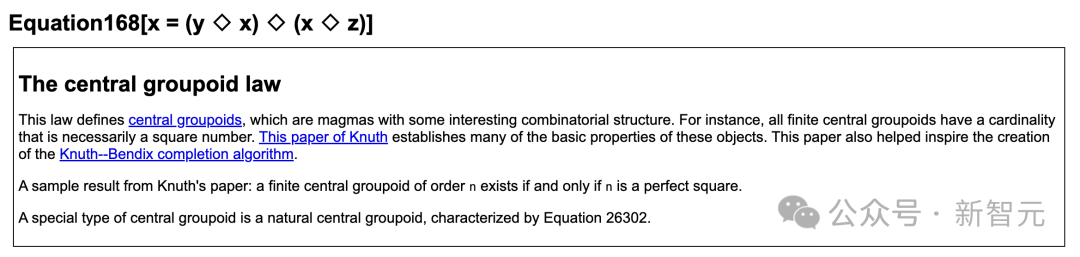 Equation168[x = (y ◇ x) ◇ (x ◇ z)]
The central groupoid law
This law defines central groupoids, which are magmas with some interesting combinatorial structure. For instance, all finite central groupoids have a cardinality
that is necessarily a square number. This paper of Knuth establishes many of the basic properties of these objects. This paper also helped inspire the creation
of the Knuth--Bendix completion algorithm.
A sample result from Knuth's paper: a finite central groupoid of order n exists if and only if n is a perfect square.
A special type of central groupoid is a natural central groupoid, characterized by Equation 26302.
公众号 · 新智元